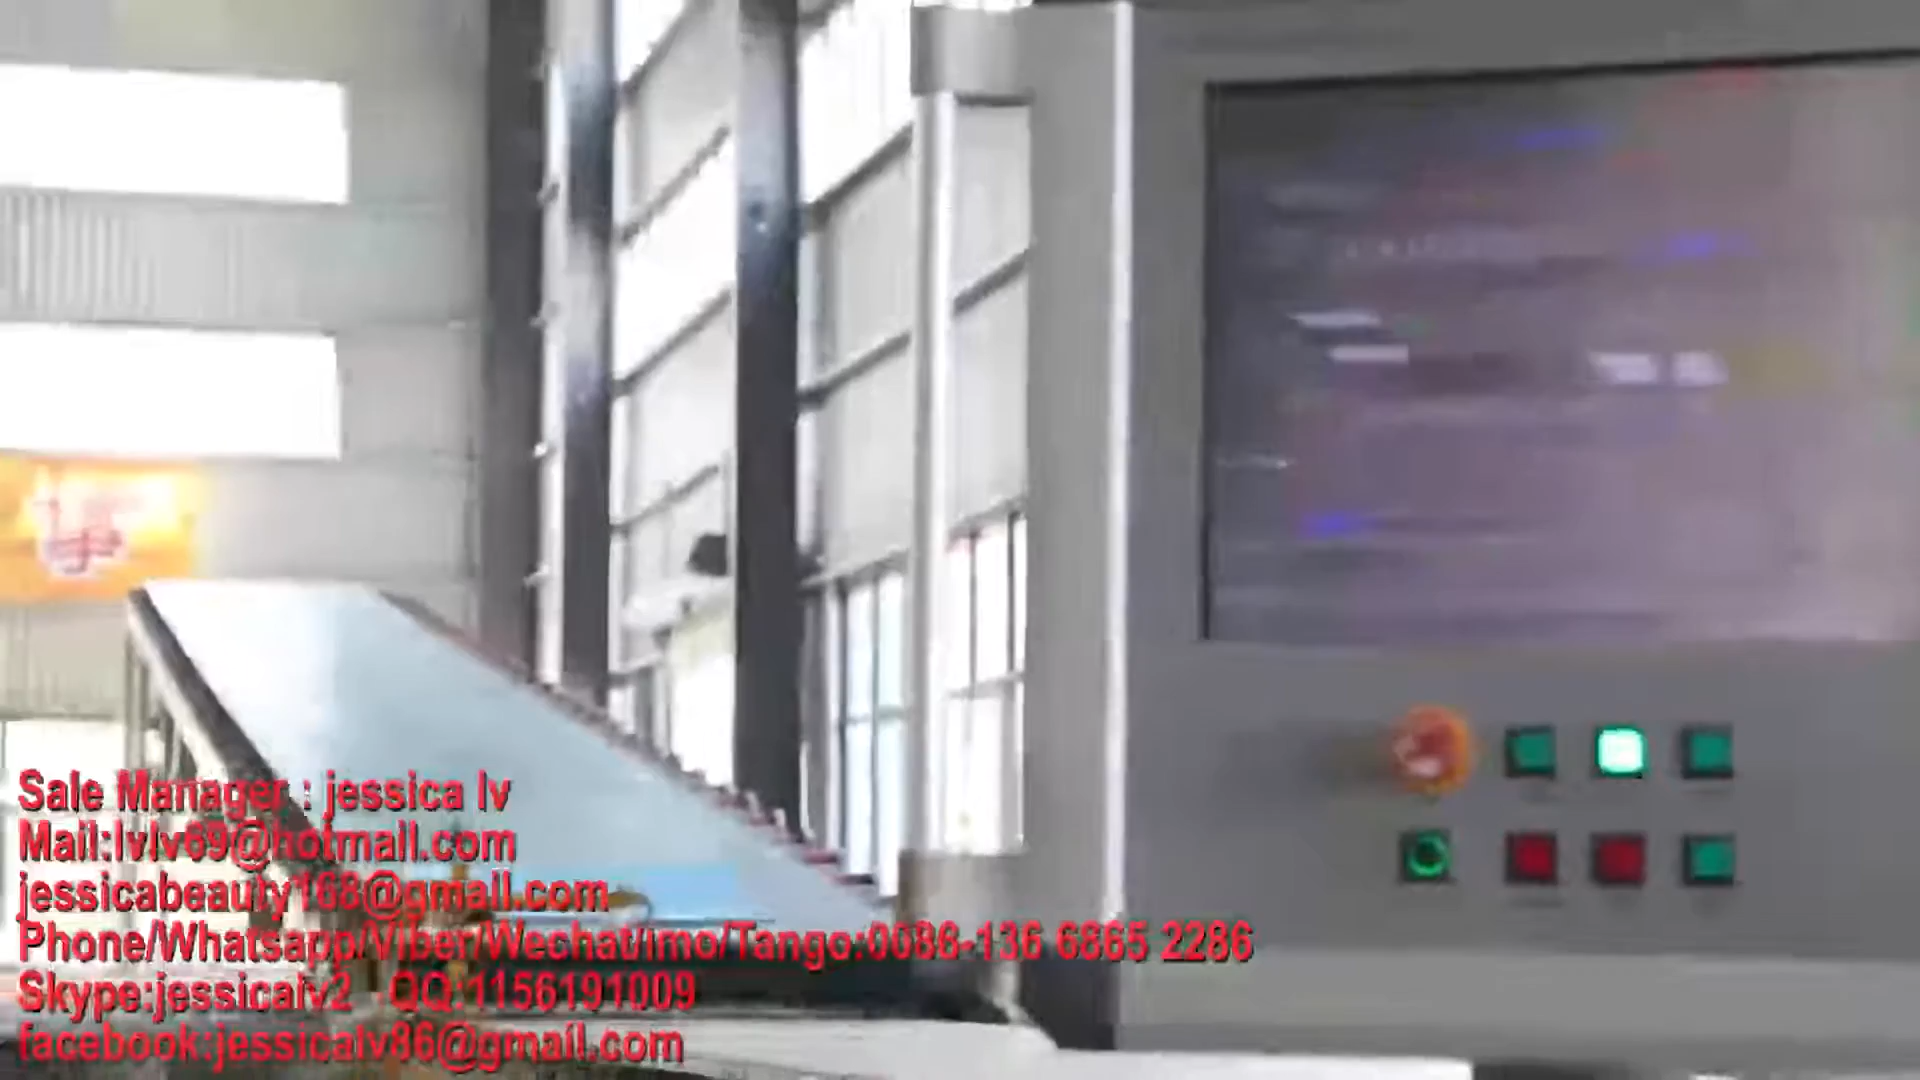 Sale Manager : jessica lv
Mail:lvlv69@hotmail.com
jessicabeauty168@gmail.com
Phone/Whatsapp/Viber/Wechat/imo/Tango:0086-136 6865 2286
Skype:jessicalv2 QQ:1156191009
facebook:jessicalv86@gmail.com